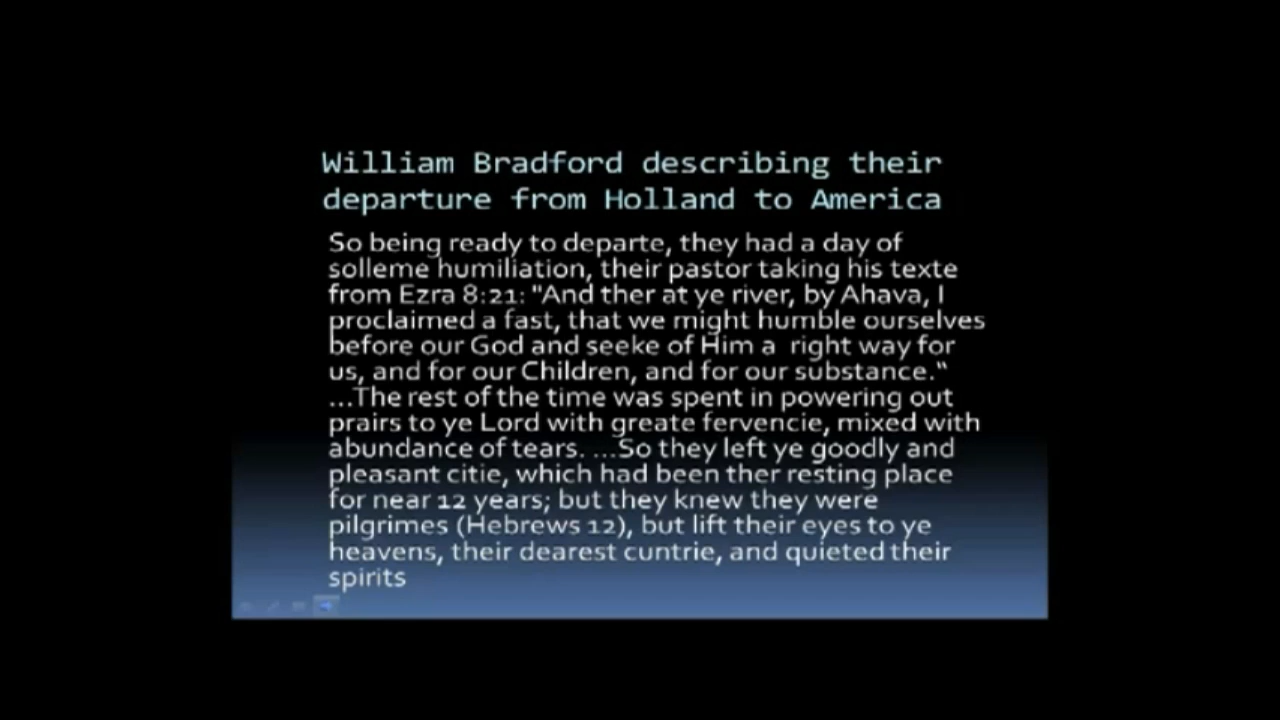 William Bradford describing their
departure from Holland to America
So being ready to departe, they had a day of
solleme humiliation, their pastor taking his texte
from Ezra 8:21: "And ther at ye river, by Ahava, I
proclaimed a fast, that we might humble ourselves
before our God and seeke of Him a  right way for
us, and for our Children, and for our substance."
...The rest of the time was spent in powering out
prairs to ye Lord with greate fervencie, mixed with
abundance of tears. ...So they left ye goodly and
pleasant citie, which had been ther resting place
for near 12 years; but they knew they were
pilgrimes (Hebrews 12), but lift their eyes to ye
heavens, their dearest cuntrie, and quieted their
spirits